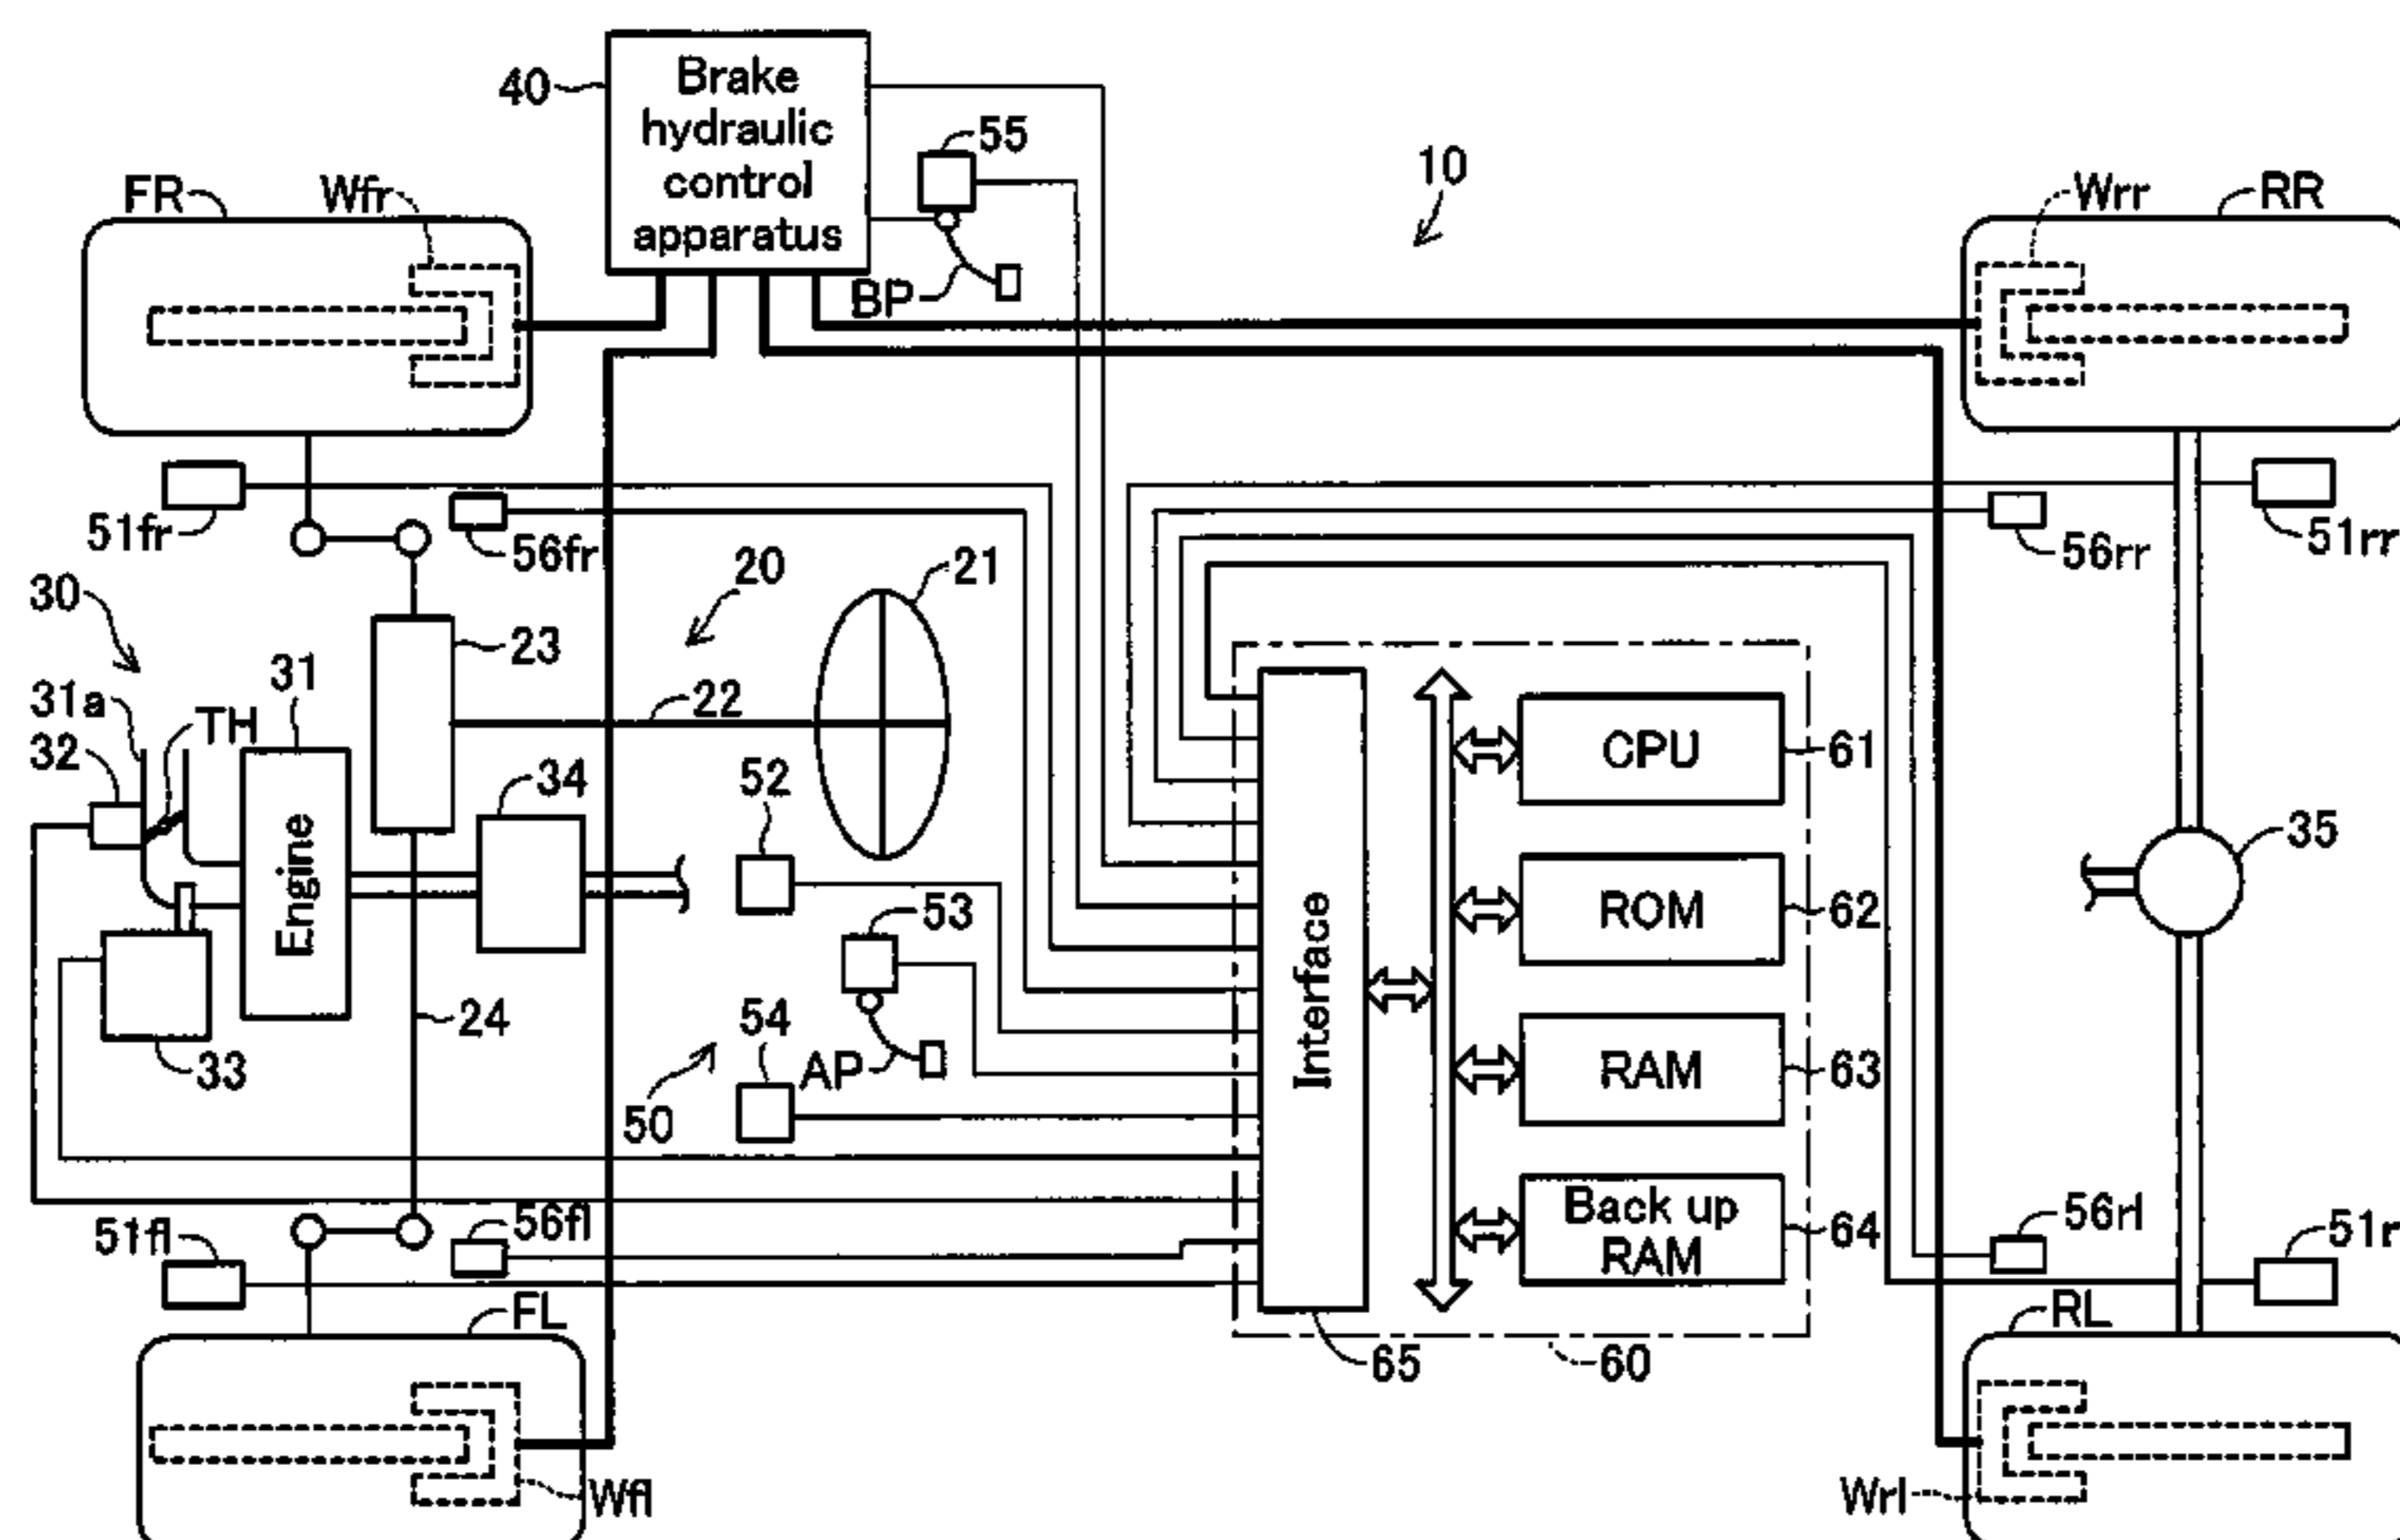 40
Brake
hydraulic
control
apparatus
55
10
FR
Wfr
BP
Wrr
RR
51fr
56fr
56rr
51rr
30
20
21
23
31
31a
TH
22
32
34
52
CPU
61
35
Engine
53
ROM
62
Interface
24
54
33
AP
RAM
63
50
51fl
56fl
Back up
RAM
64
56rl
51r
FL
65
60
RL
Wfl
Wrl